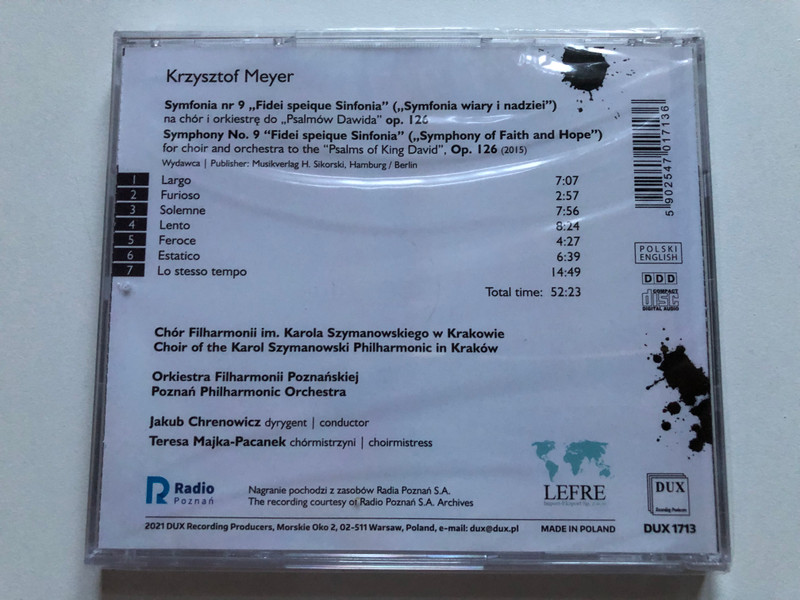 Krzysztof Meyer
Symfonia nr 9 „Fidei speique Sinfonia” („Symfonia wiary i nadziei”)
na chór i orkiestrę do „Psalmów Dawida” op. 126
Symphony No. 9 “Fidei speique Sinfonia” (“Symphony of Faith and Hope”)
for choir and orchestra to the “Psalms of King David”, Op. 126 (2015)
Wydawca | Publisher: Musikverlag H. Sikorski, Hamburg / Berlin
1 Largo 7:07
2 Furioso 2:57
3 Solemne 7:56
4 Lento 8:24
5 Feroce 4:27
6 Estatico 6:39
7 Lo stesso tempo 14:49
Total time: 52:23
5 902547 017136
POLSKI
ENGLISH
DDD
COMPACT
disc
DIGITAL AUDIO
Chór Filharmonii im. Karola Szymanowskiego w Krakowie
Choir of the Karol Szymanowski Philharmonic in Kraków
Orkiestra Filharmonii Poznańskiej
Poznań Philharmonic Orchestra
Jakub Chrenowicz dyrygent | conductor
Teresa Majka-Pacanek chórmistrzyni | choirmistress
Radio
Poznań
Nagranie pochodzi z zasobów Radia Poznań S.A.
The recording courtesy of Radio Poznań S.A. Archives
LEFRE
DUX
Recording Producers
2021 DUX Recording Producers, Morskie Oko 2, 02-511 Warsaw, Poland, e-mail: dux@dux.pl
MADE IN POLAND
DUX 1713